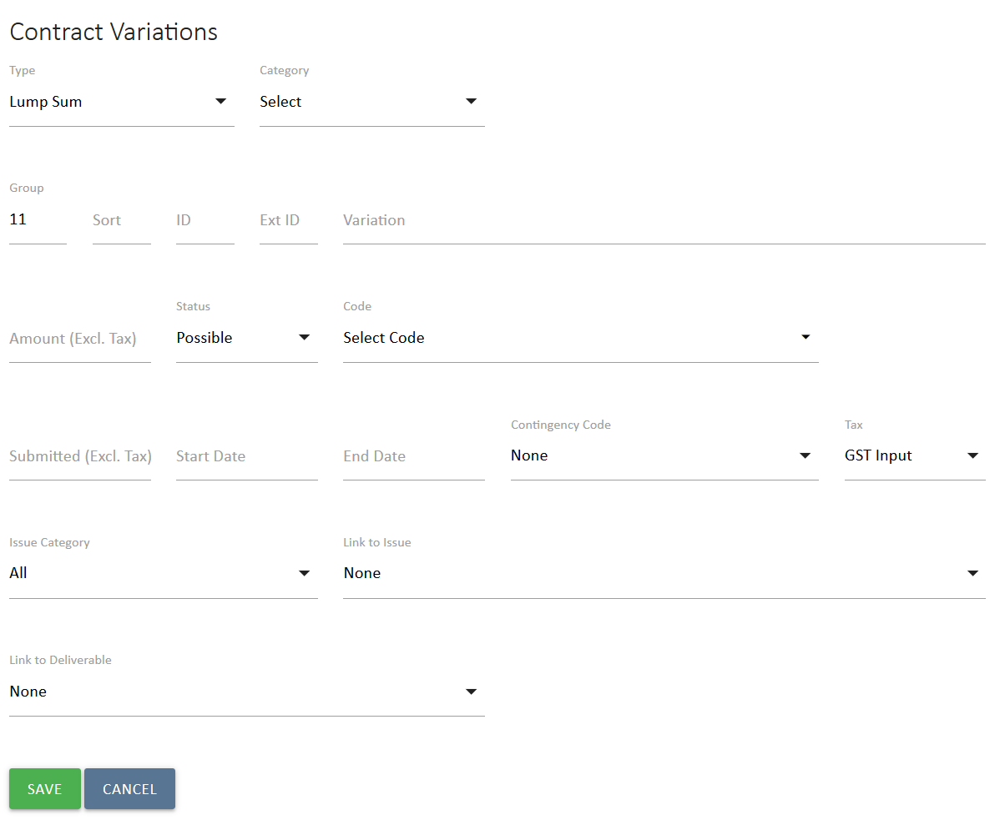 Contract Variations
Type Category
Lump Sum Select
Group
11 Sort ID Ext ID Variation
Status Code
Amount (Excl. Tax) Possible Select Code
Contingency Code Tax
Submitted (Excl. Tax) Start Date End Date None GST Input
Issue Category Link to Issue
All None
Link to Deliverable
None
SAVE CANCEL